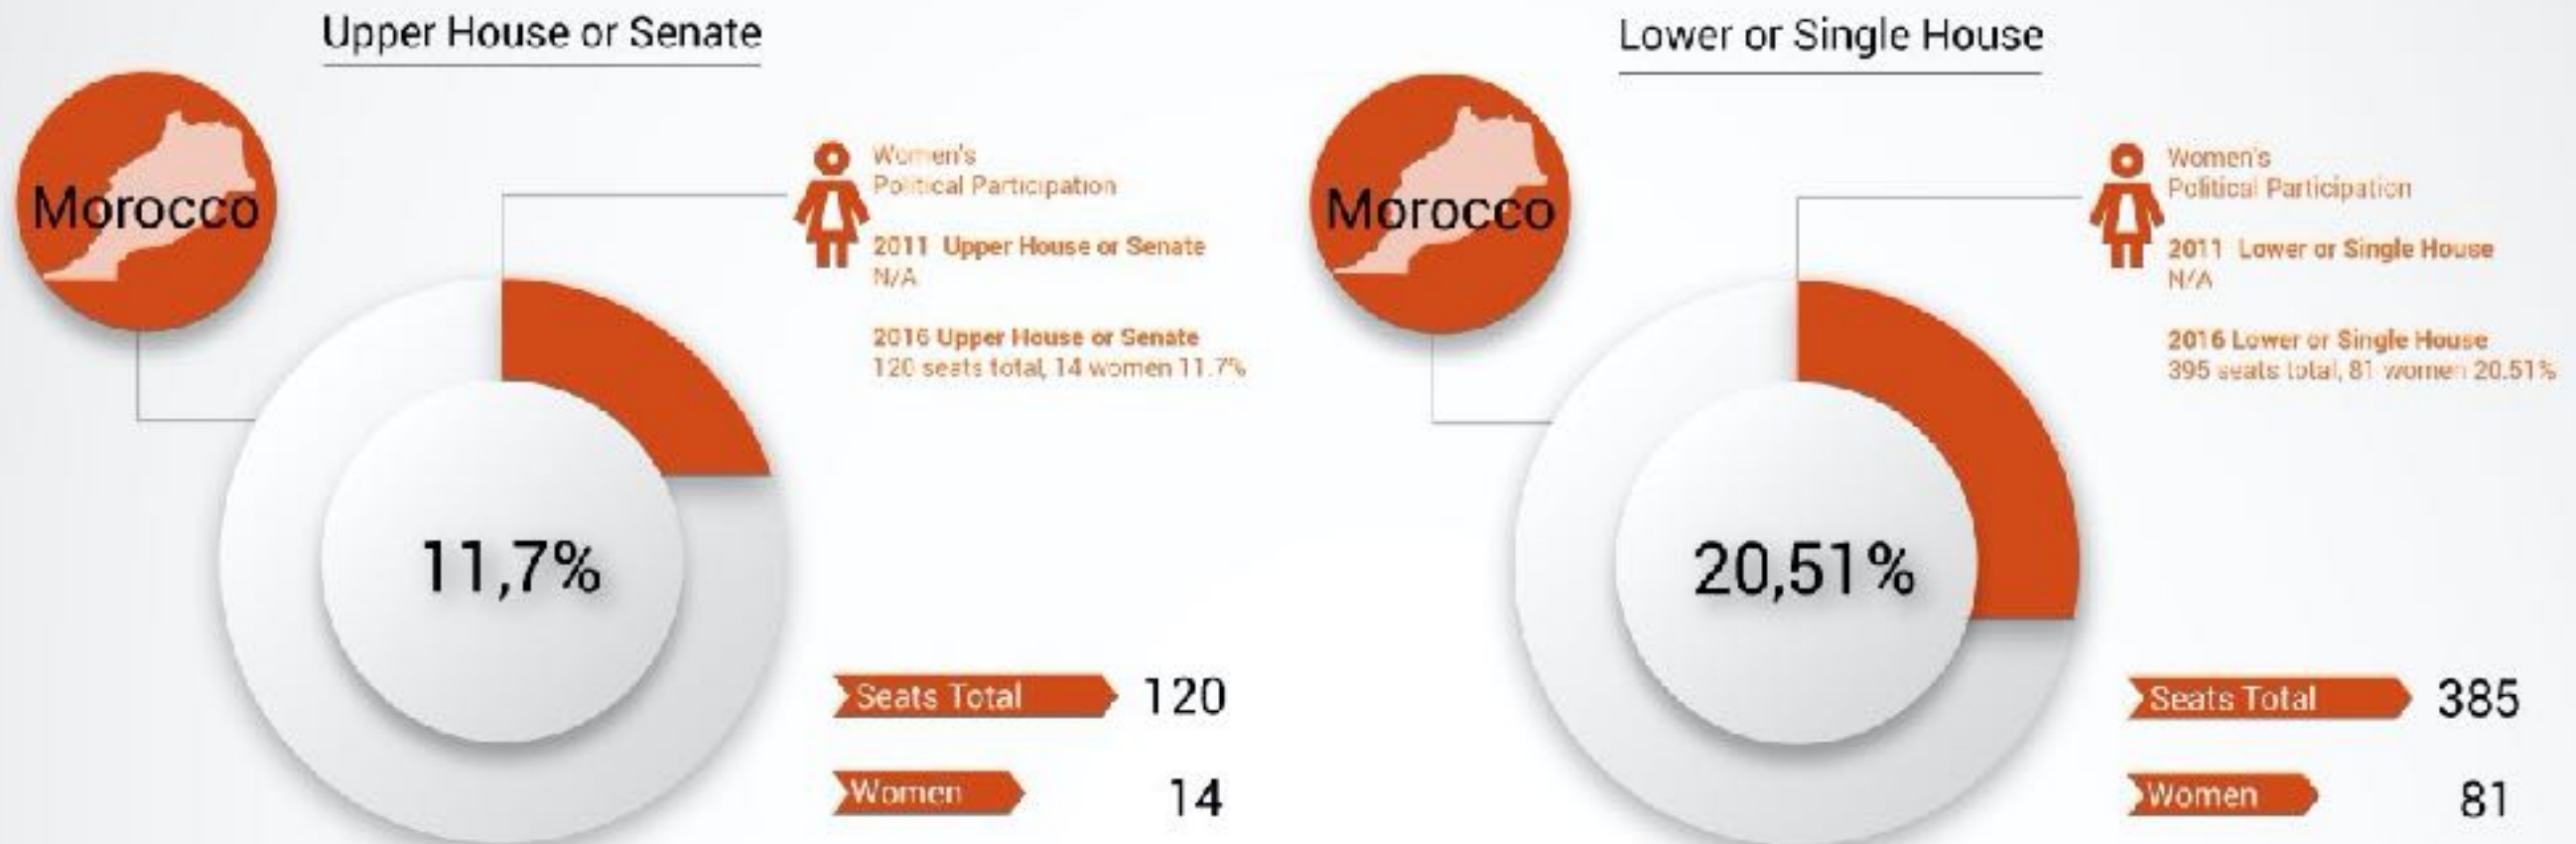 Upper House or Senate
Morocco
Women's
Political Participation
2011 Upper House or Senate
N/A
2016 Upper House or Senate
120 seats total, 14 women 11.7%
11,7%
Seats Total 120
Women 14
Lower or Single House
Morocco
Women's
Political Participation
2011 Lower or Single House
N/A
2016 Lower or Single House
395 seats total, 81 women 20.51%
20,51%
Seats Total 385
Women 81